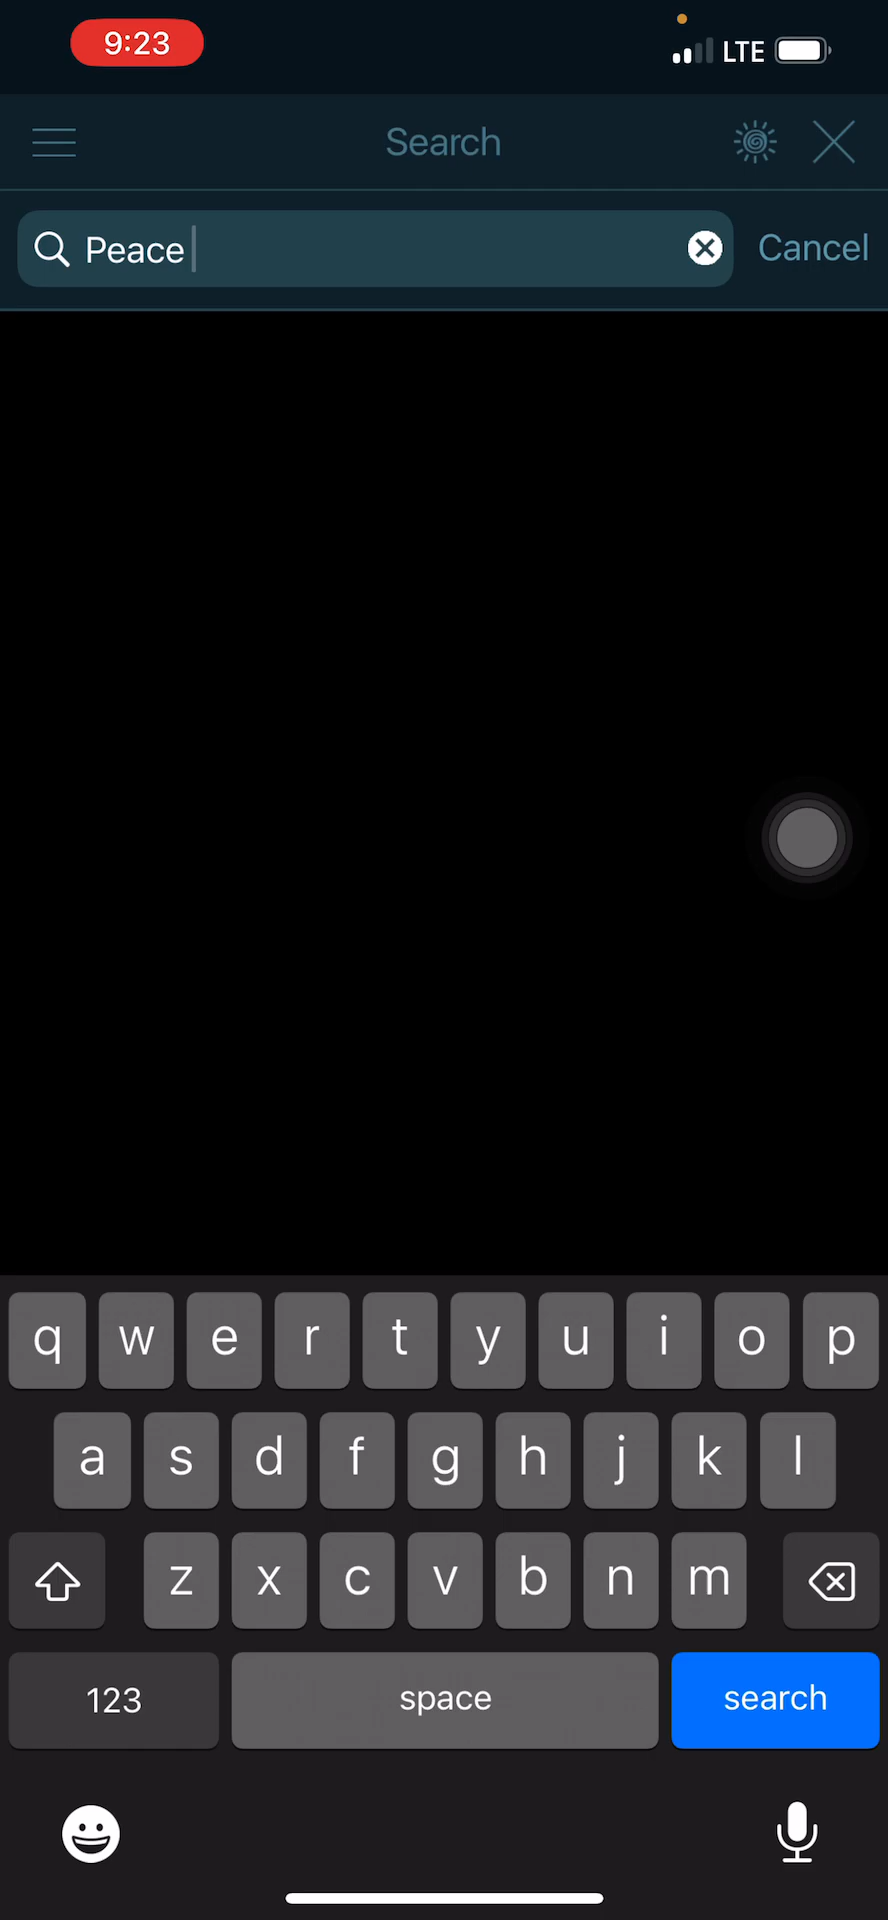 9:23
LTE
Search
Peace
Cancel
q w e r t y u i o p
a s d f g h j k l
z x c v b n m
123 space search